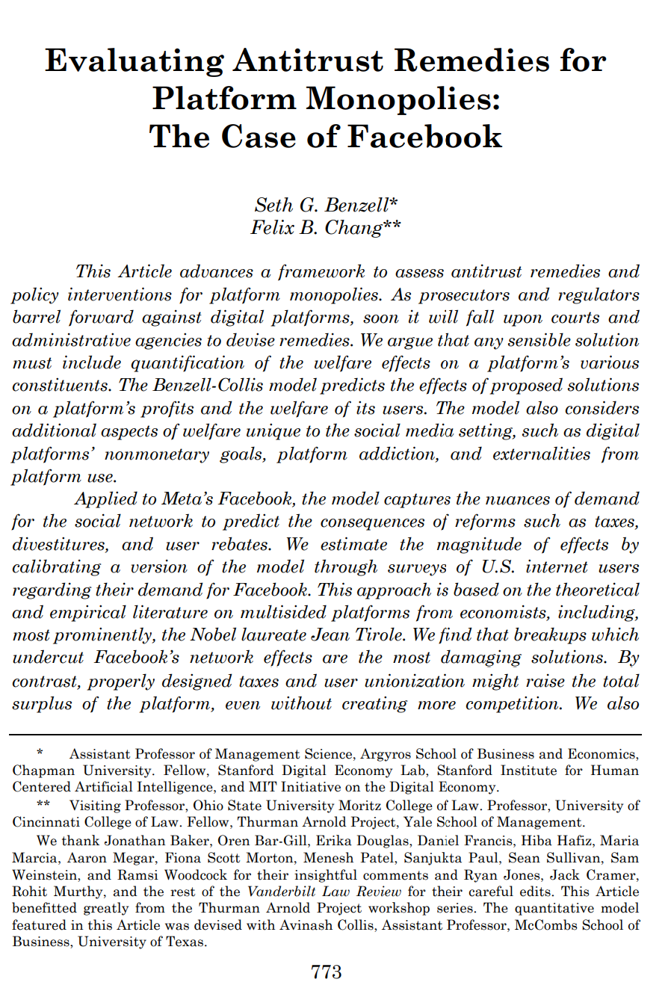 Evaluating Antitrust Remedies for
Platform Monopolies:
The Case of Facebook
Seth G. Benzell*
Felix B. Chang**
This Article advances a framework to assess antitrust remedies and
policy interventions for platform monopolies. As prosecutors and regulators
barrel forward against digital platforms, soon it will fall upon courts and
administrative agencies to devise remedies. We argue that any sensible solution
must include quantification of the welfare effects on a platform’s various
constituents. The Benzell-Collis model predicts the effects of proposed solutions
on a platform’s profits and the welfare of its users. The model also considers
additional aspects of welfare unique to the social media setting, such as digital
platforms’ nonmonetary goals, platform addiction, and externalities from
platform use.
Applied to Meta’s Facebook, the model captures the nuances of demand
for the social network to predict the consequences of reforms such as taxes,
divestitures, and user rebates. We estimate the magnitude of effects by
calibrating a version of the model through surveys of U.S. internet users
regarding their demand for Facebook. This approach is based on the theoretical
and empirical literature on multisided platforms from economists, including,
most prominently, the Nobel laureate Jean Tirole. We find that breakups which
undercut Facebook’s network effects are the most damaging solutions. By
contrast, properly designed taxes and user unionization might raise the total
surplus of the platform, even without creating more competition. We also
* Assistant Professor of Management Science, Argyros School of Business and Economics,
Chapman University. Fellow, Stanford Digital Economy Lab, Stanford Institute for Human
Centered Artificial Intelligence, and MIT Initiative on the Digital Economy.
** Visiting Professor, Ohio State University Moritz College of Law. Professor, University of
Cincinnati College of Law. Fellow, Thurman Arnold Project, Yale School of Management.
We thank Jonathan Baker, Oren Bar-Gill, Erika Douglas, Daniel Francis, Hiba Hafiz, Maria
Marcia, Aaron Megar, Fiona Scott Morton, Menesh Patel, Sanjukta Paul, Sean Sullivan, Sam
Weinstein, and Ramsi Woodcock for their insightful comments and Ryan Jones, Jack Cramer,
Rohit Murthy, and the rest of the Vanderbilt Law Review for their careful edits. This Article
benefitted greatly from the Thurman Arnold Project workshop series. The quantitative model
featured in this Article was devised with Avinash Collis, Assistant Professor, McCombs School of
Business, University of Texas.
773